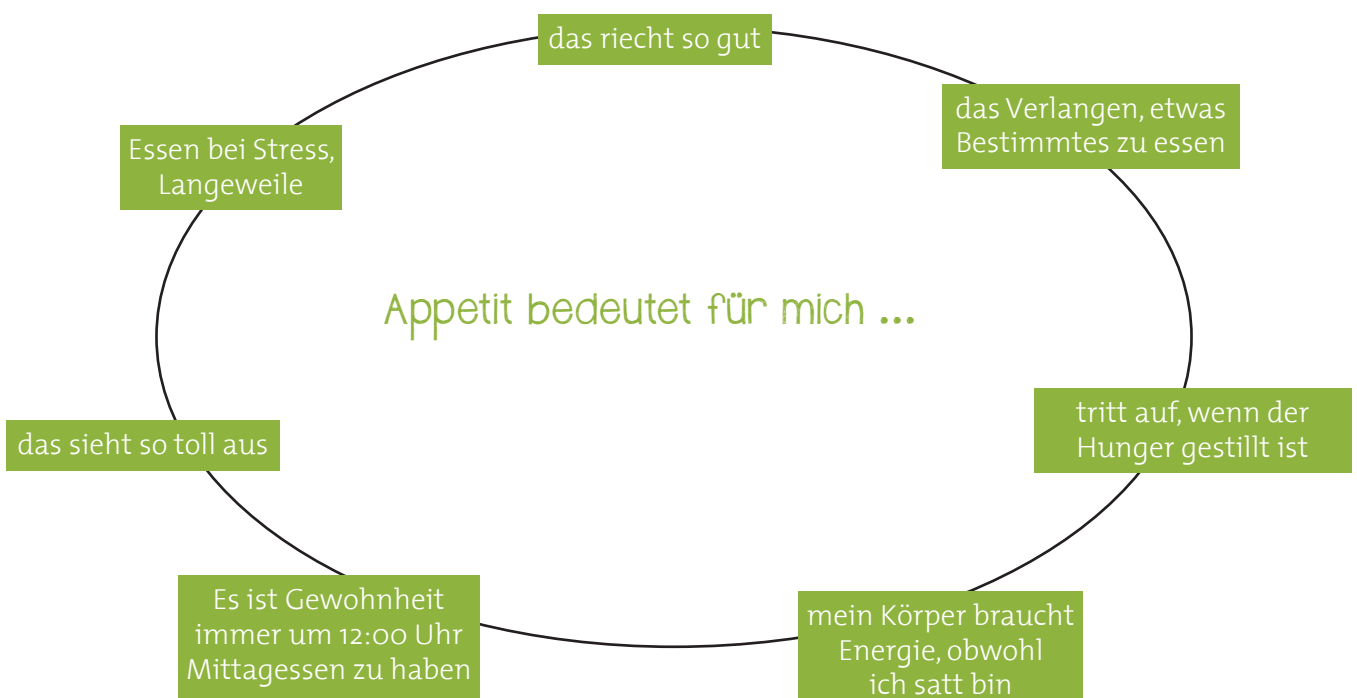 das riecht so gut
das Verlangen, etwas
Bestimmtes zu essen
Essen bei Stress,
Langeweile
Appetit bedeutet für mich ...
tritt auf, wenn der
Hunger gestillt ist
das sieht so toll aus
Es ist Gewohnheit
immer um 12:00 Uhr
Mittagessen zu haben
mein Körper braucht
Energie, obwohl
ich satt bin